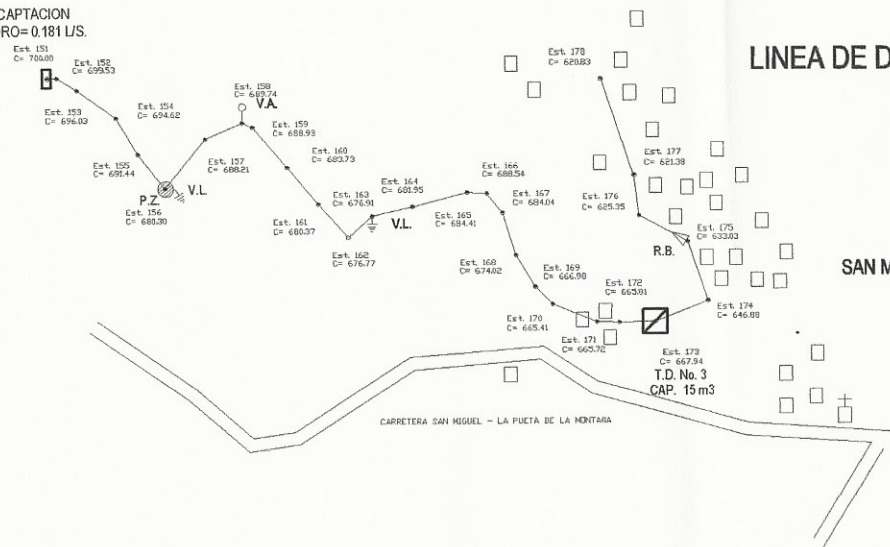 CAPTACION
ORO= 0.181 L/S.
LINEA DE D
Est. 151
C= 700.00
Est. 152
C= 699.53
Est. 153
C= 696.03
Est. 154
C= 694.62
Est. 155
C= 691.44
P.Z.
V.L.
Est. 156
C= 680.30
Est. 157
C= 688.21
Est. 158
C= 689.74
V.A.
Est. 159
C= 688.93
Est. 160
C= 683.73
Est. 161
C= 680.37
Est. 162
C= 676.77
Est. 163
C= 676.91
V.L.
Est. 164
C= 681.95
Est. 165
C= 684.41
Est. 166
C= 688.54
Est. 167
C= 684.04
Est. 168
C= 674.02
Est. 169
C= 666.98
Est. 170
C= 665.41
Est. 171
C= 665.72
Est. 172
C= 665.81
Est. 173
C= 667.94
T.D. No. 3
CAP. 15 m3
Est. 174
C= 646.88
Est. 175
C= 633.03
R.B.
Est. 176
C= 625.35
Est. 177
C= 621.38
Est. 178
C= 620.83
SAN M
CARRETERA SAN MIGUEL - LA PUETA DE LA MONTAÑA